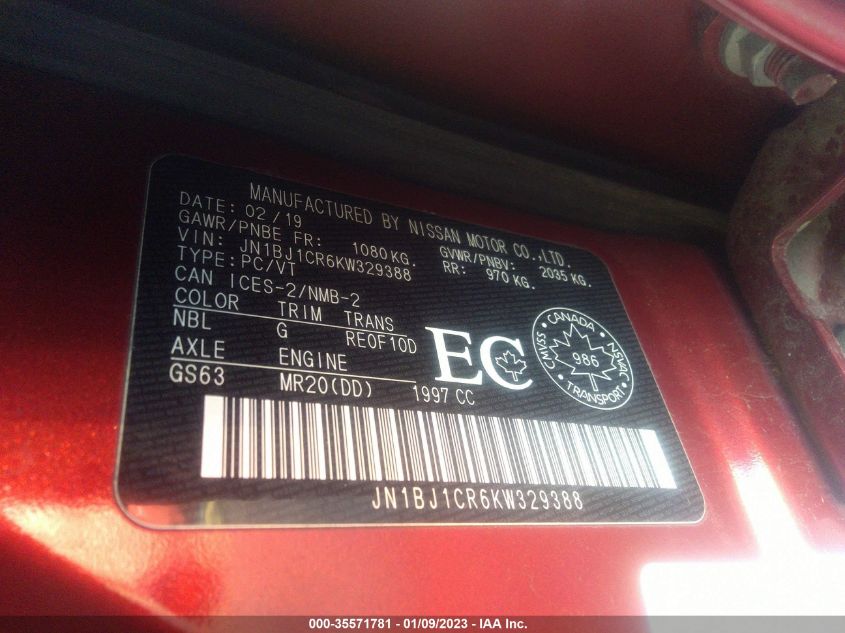 MANUFACTURED BY NISSAN MOTOR CO.,LTD.
DATE: 02/19 GVWR/PNBV: 2035 KG.
GAWR/PNBE FR: 1080 KG. RR: 970 KG.
VIN: JN1BJ1CR6KW329388
TYPE: PC/VT
CAN ICES-2/NMB-2
COLOR TRIM TRANS
NBL G RE0F10D
AXLE ENGINE
GS63 MR20(DD) 1997 CC
EC
CANADA
CMVSS 986 NSVAC
TRANSPORT
JN1BJ1CR6KW329388
000-35571781 - 01/09/2023 - IAA Inc.